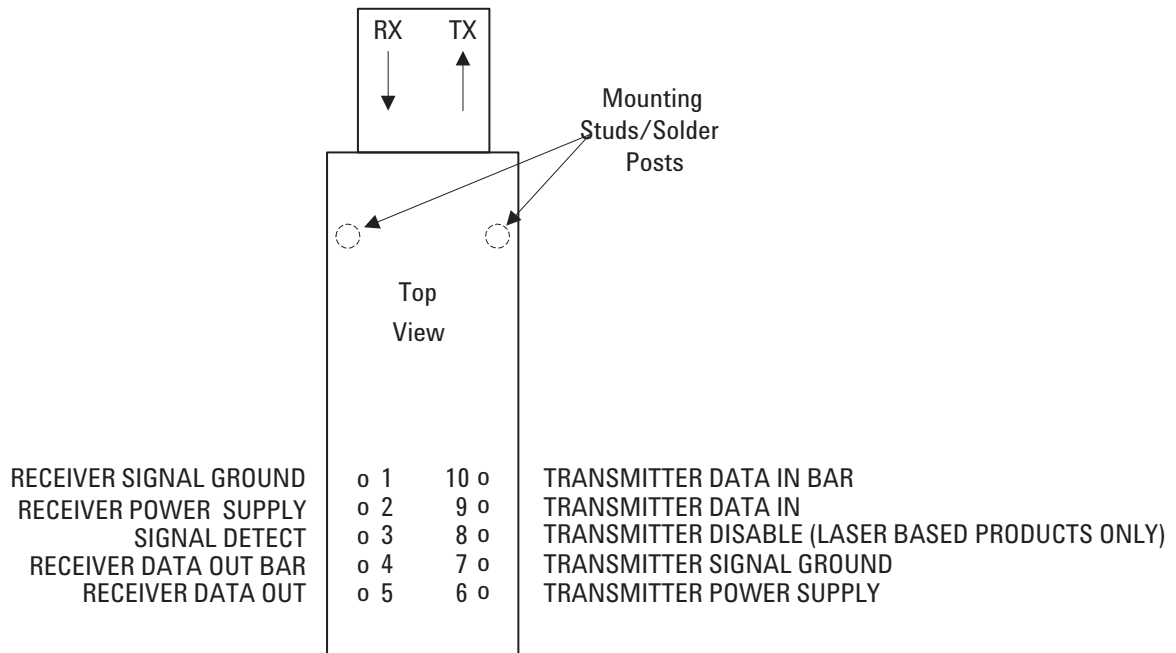 RX TX
Mounting
Studs/Solder
Posts
Top
View
RECEIVER SIGNAL GROUND o 1 10 o TRANSMITTER DATA IN BAR
RECEIVER POWER SUPPLY o 2 9 o TRANSMITTER DATA IN
SIGNAL DETECT o 3 8 o TRANSMITTER DISABLE (LASER BASED PRODUCTS ONLY)
RECEIVER DATA OUT BAR o 4 7 o TRANSMITTER SIGNAL GROUND
RECEIVER DATA OUT o 5 6 o TRANSMITTER POWER SUPPLY